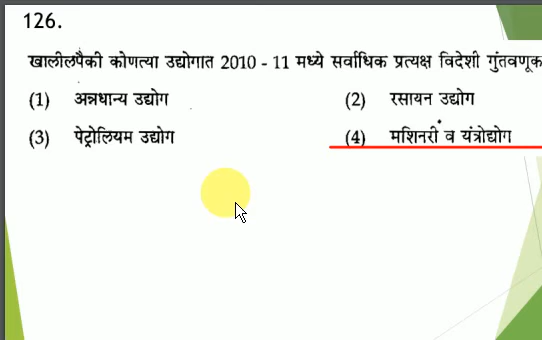 126.
खालीलपैकी कोणत्या उद्योगात 2010 - 11 मध्ये सर्वाधिक प्रत्यक्ष विदेशी गुंतवणूक
(1) अन्नधान्य उद्योग (2) रसायन उद्योग
(3) पेट्रोलियम उद्योग (4) मशिनरी व यंत्रोद्योग